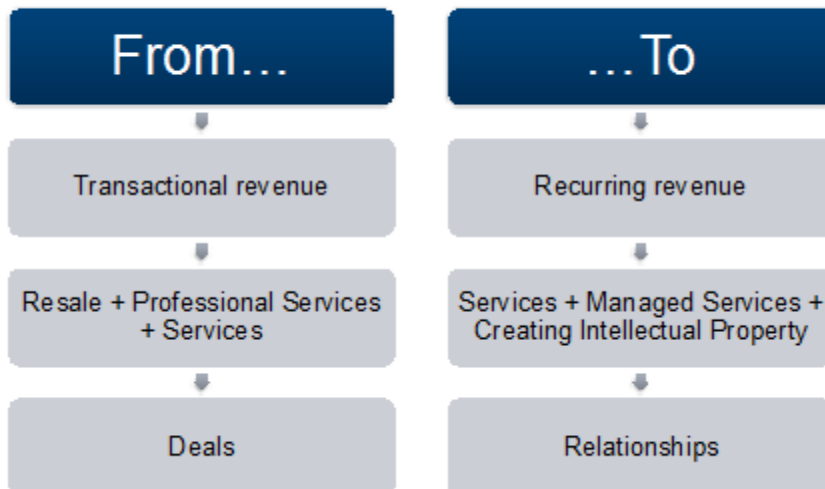 From...
Transactional revenue
Resale + Professional Services
+ Services
Deals
...To
Recurring revenue
Services + Managed Services +
Creating Intellectual Property
Relationships